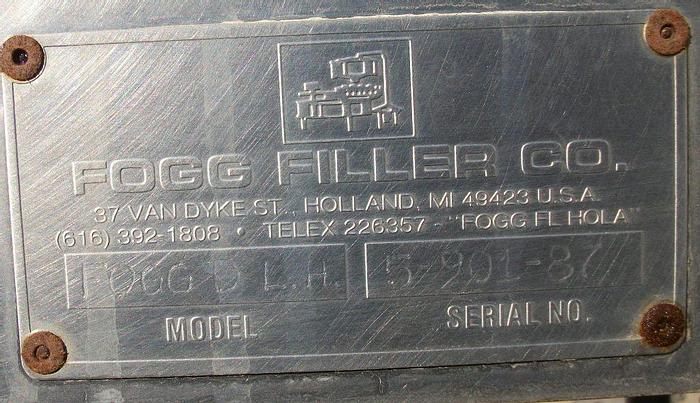 FOGG FILLER CO.
37 VAN DYKE ST., HOLLAND, MI 49423 U.S.A.
(616) 392-1808 • TELEX 226357 - "FOGG FL HOLA"
FOGG L.H. 5-901-87
MODEL SERIAL NO.